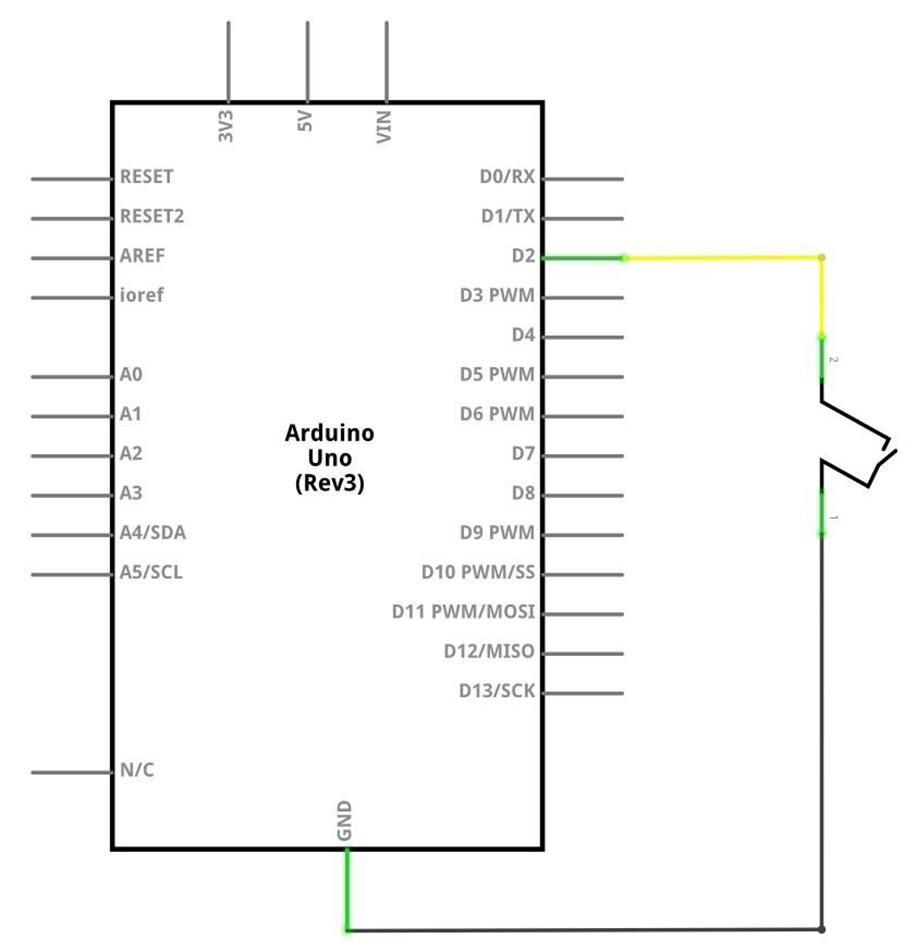 3V3
5V
VIN
RESET
D0/RX
RESET2
D1/TX
AREF
D2
ioref
D3 PWM
D4
2
A0
D5 PWM
A1
D6 PWM
Arduino
Uno
(Rev3)
A2
D7
A3
D8
1
A4/SDA
D9 PWM
A5/SCL
D10 PWM/SS
D11 PWM/MOSI
D12/MISO
D13/SCK
N/C
GND